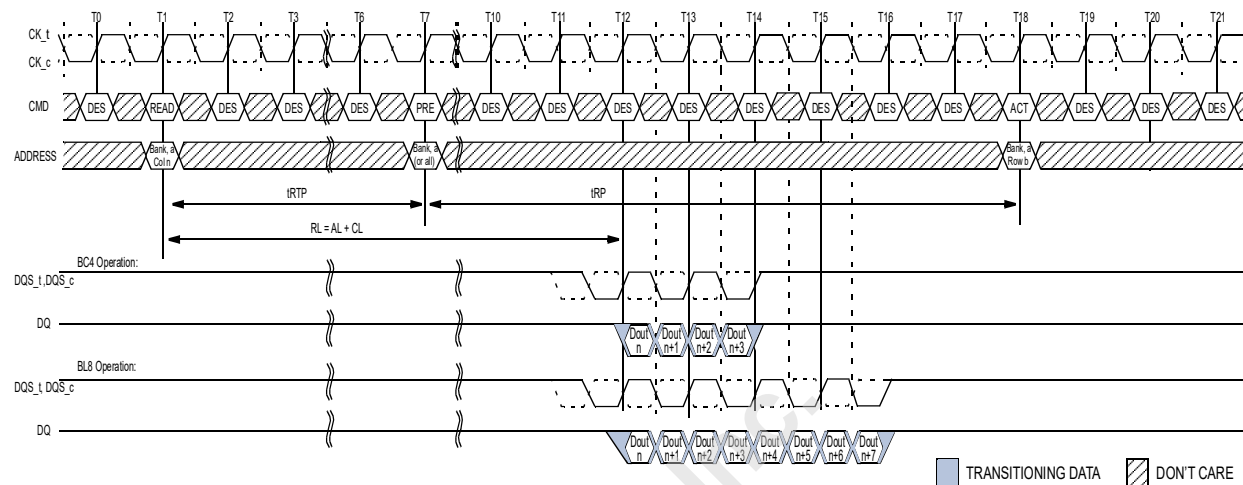 T0 T1 T2 T3 T6 T7 T10 T11 T12 T13 T14 T15 T16 T17 T18 T19 T20 T21
CK_t
CK_c
CMD DES READ DES DES DES PRE DES DES DES DES DES DES DES DES ACT DES DES DES
ADDRESS
Bank, a
Col n
Bank, a
(or all)
Bank, a
Row b
tRTP
tRP
RL = AL + CL
BC4 Operation:
DQS_t,DQS_c
DQ
Dout
n
Dout
n+1
Dout
n+2
Dout
n+3
BL8 Operation:
DQS_t, DQS_c
DQ
Dout
n
Dout
n+1
Dout
n+2
Dout
n+3
Dout
n+4
Dout
n+5
Dout
n+6
Dout
n+7
TRANSITIONING DATA
DON'T CARE